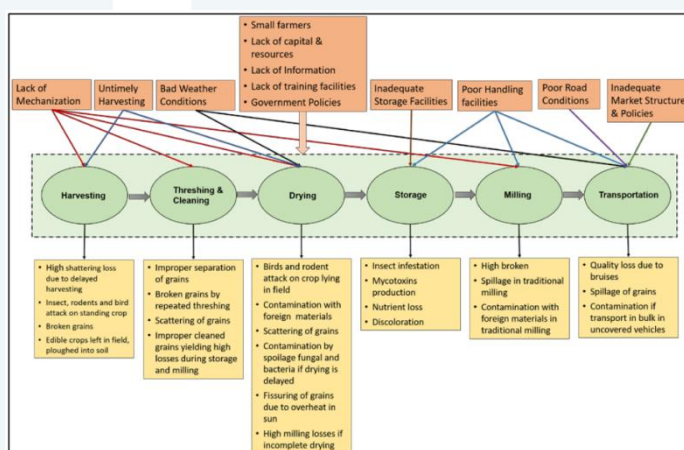 • Small farmers
• Lack of capital &
resources
• Lack of Information
• Lack of training facilities
• Government Policies
Lack of
Mechanization
Untimely
Harvesting
Bad Weather
Conditions
Inadequate
Storage Facilities
Poor Handling
facilities
Poor Road
Conditions
Inadequate
Market Structure
& Policies
Harvesting
Threshing &
Cleaning
Drying
Storage
Milling
Transportation
• High shattering loss
due to delayed
harvesting
• Insect, rodents and bird
attack on standing crop
• Broken grains
• Edible crops left in field,
ploughed into soil
• Improper separation
of grains
• Broken grains by
repeated threshing
• Scattering of grains
• Improper cleaned
grains yielding high
losses during storage
and milling
• Birds and rodent
attack on crop lying
in field
• Contamination with
foreign materials
• Scattering of grains
• Contamination by
spoilage fungal and
bacteria if drying is
delayed
• Fissuring of grains
due to overheat in
sun
• High milling losses if
incomplete drying
• Insect infestation
• Mycotoxins
production
• Nutrient loss
• Discoloration
• High broken
• Spillage in traditional
milling
• Contamination with
foreign materials in
traditional milling
• Quality loss due to
bruises
• Spillage of grains
• Contamination if
transport in bulk in
uncovered vehicles